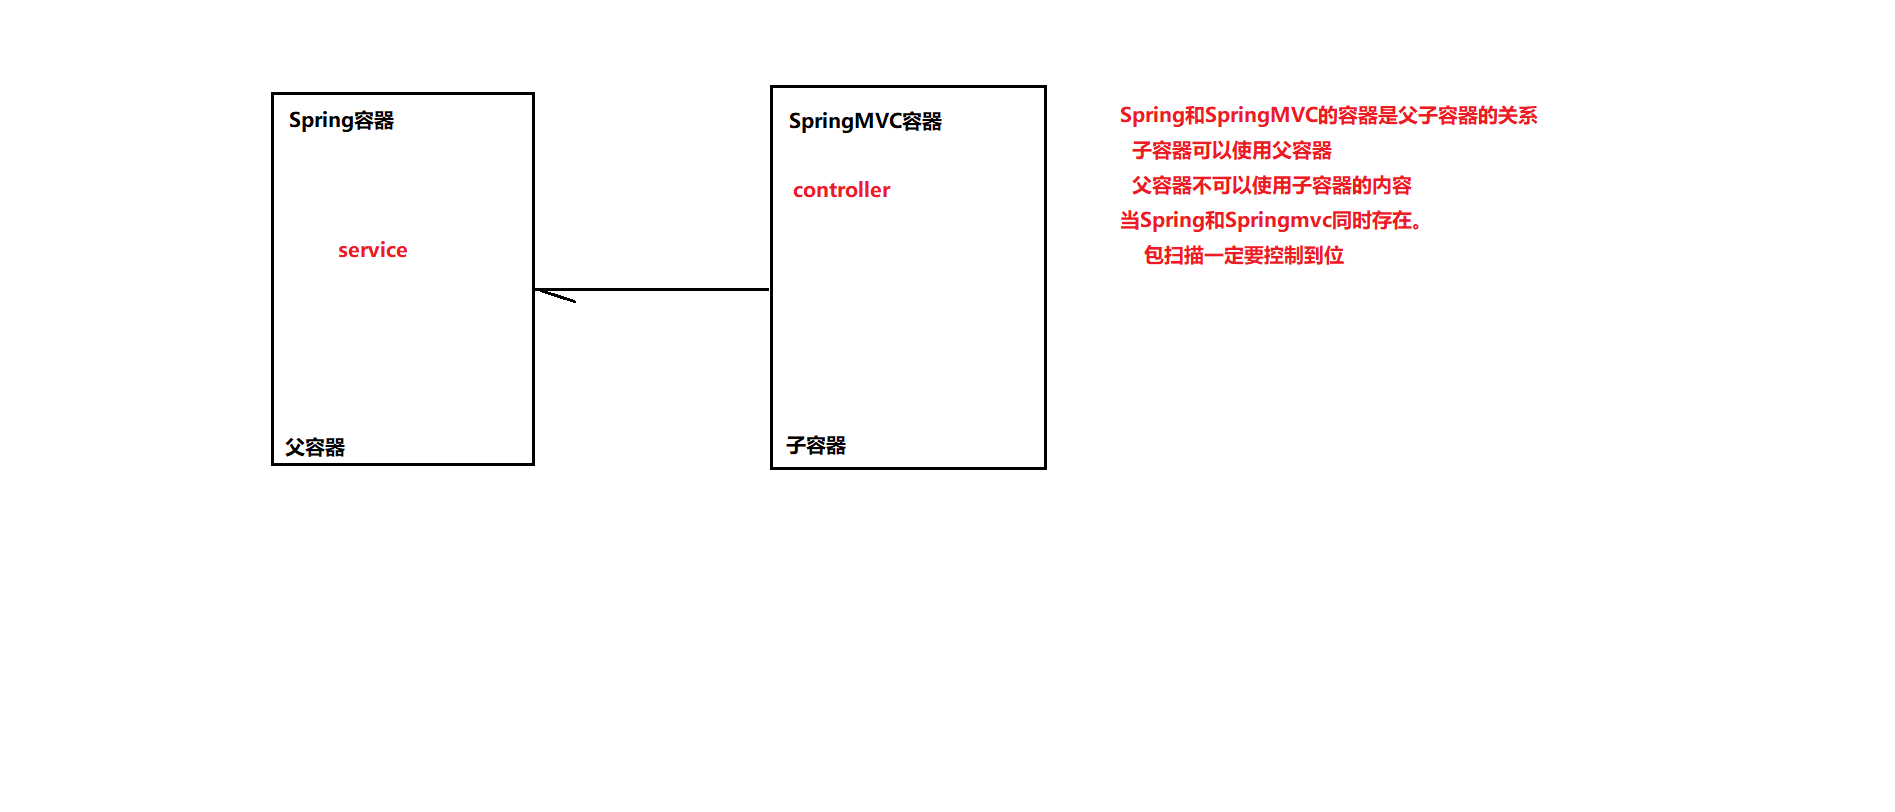 Spring容器
service
父容器
SpringMVC容器
controller
子容器
Spring和SpringMVC的容器是父子容器的关系
子容器可以使用父容器
父容器不可以使用子容器的内容
当Spring和Springmvc同时存在。
包扫描一定要控制到位